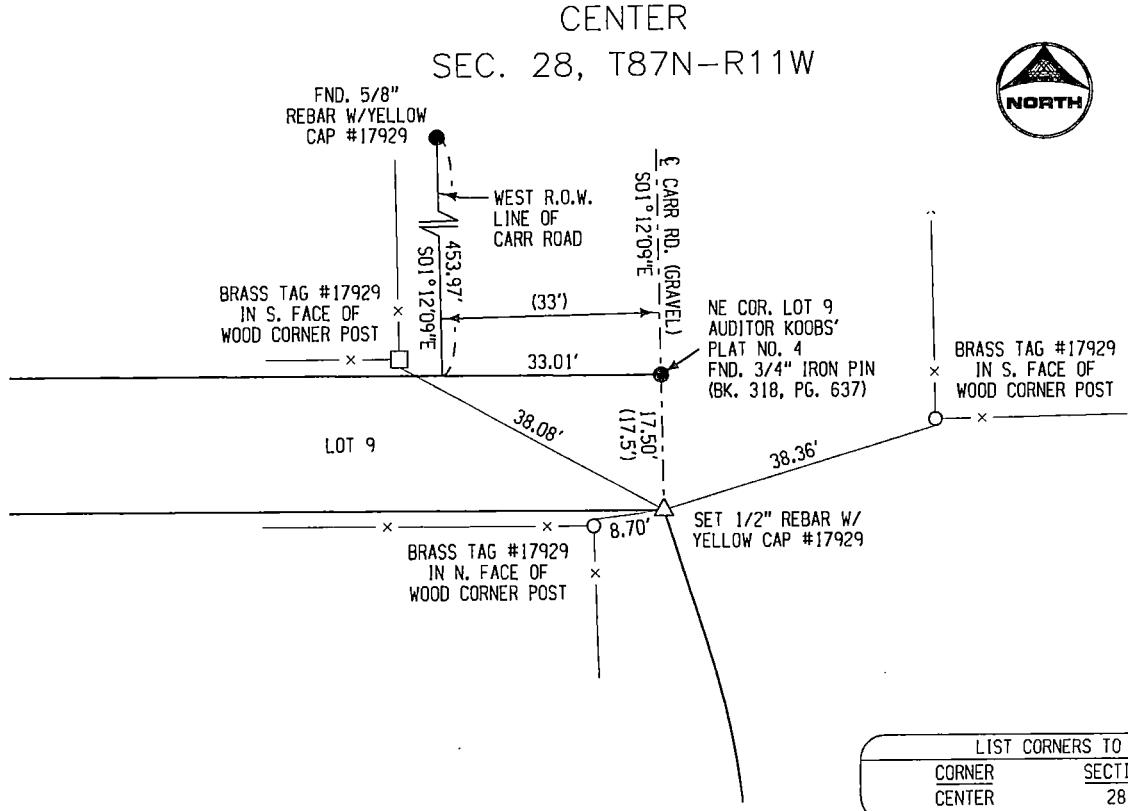 CENTER
SEC. 28, T87N-R11W
NORTH
FND. 5/8"
REBAR W/YELLOW
CAP #17929
WEST R.O.W.
LINE OF
CARR ROAD
℄ CARR RD. (GRAVEL)
S01°12'09"E
453.97'
S01°12'09"E
BRASS TAG #17929
IN S. FACE OF
WOOD CORNER POST
(33')
33.01'
NE COR. LOT 9
AUDITOR KOOBS'
PLAT NO. 4
FND. 3/4" IRON PIN
(BK. 318, PG. 637)
BRASS TAG #17929
IN S. FACE OF
WOOD CORNER POST
LOT 9
38.08'
17.50'
(17.5')
38.36'
8.70'
SET 1/2" REBAR W/
YELLOW CAP #17929
BRASS TAG #17929
IN N. FACE OF
WOOD CORNER POST
LIST CORNERS TO
CORNER SECTI
CENTER 28